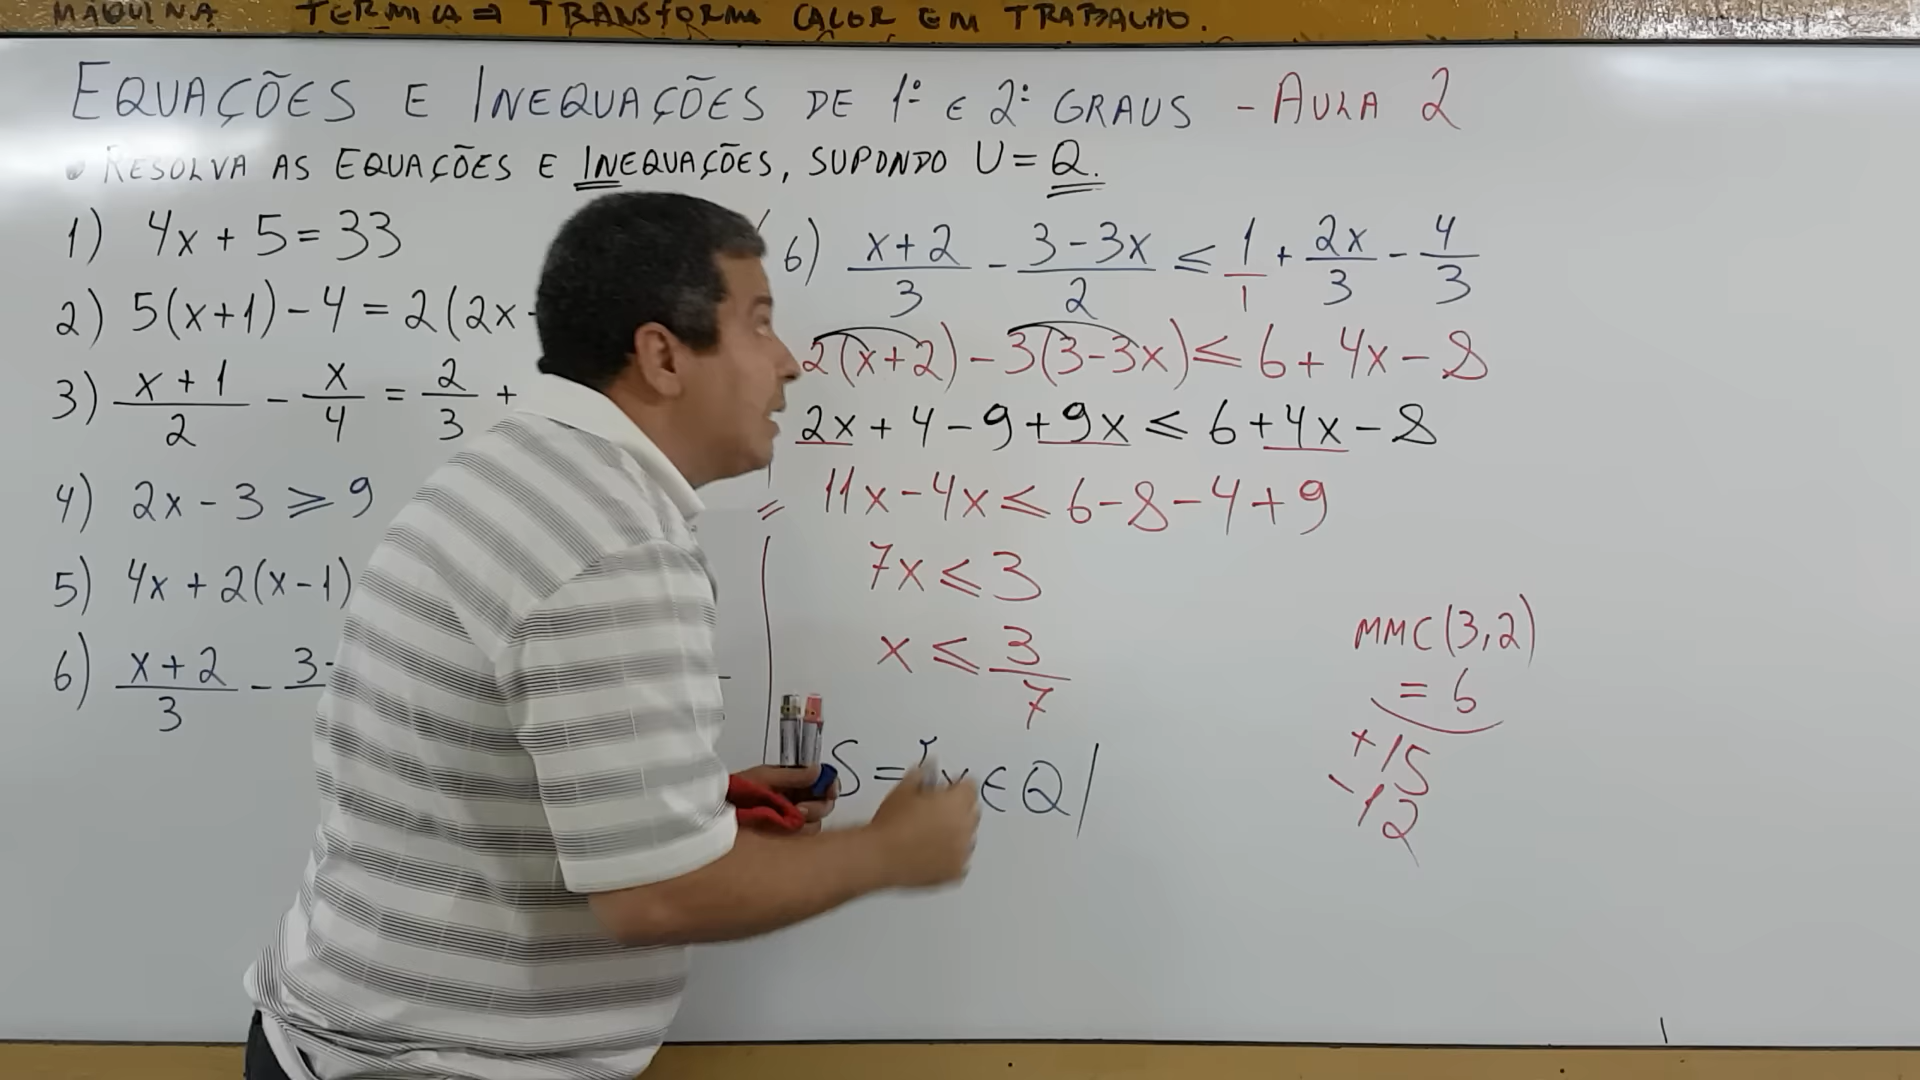 MÁQUINA TÉRMICA ⇒ TRANSFORMA CALOR EM TRABALHO.
EQUAÇÕES E INEQUAÇÕES DE 1º E 2º GRAUS - AULA 2
• RESOLVA AS EQUAÇÕES E INEQUAÇÕES, SUPONDO U = Q.
1) 4x + 5 = 33
2) 5(x+1) - 4 = 2(2x
3) (x+1)/2 - x/4 = 2/3 +
4) 2x - 3 ≥ 9
5) 4x + 2(x-1)
6) (x+2)/3 - 3-
6) (x+2)/3 - (3-3x)/2 ≤ 1/1 + 2x/3 - 4/3
2(x+2) - 3(3-3x) ≤ 6 + 4x - 8
2x + 4 - 9 + 9x ≤ 6 + 4x - 8
11x - 4x ≤ 6 - 8 - 4 + 9
7x ≤ 3
x ≤ 3/7
S = {x ∈ Q |
MMC(3,2)
= 6
+15
-12